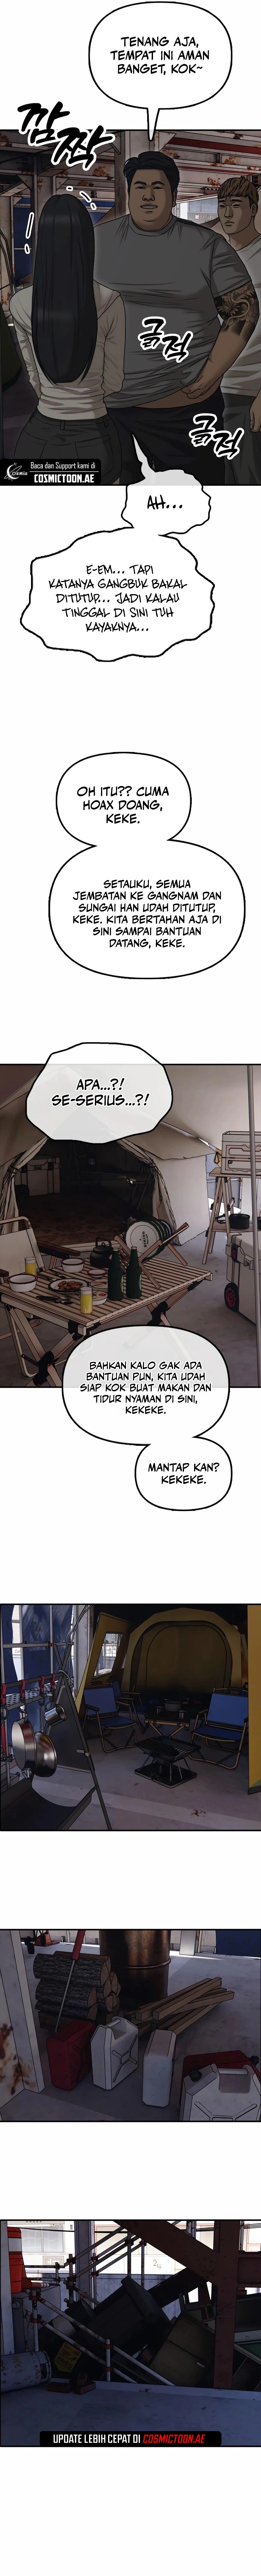 TENANG AJA,
TEMPAT INI AMAN
BANGET, KOK~
깜
짝
긁적
긁적
Baca dan Support kami di
COSMICTOON.AE
AH...
E-EM... TAPI
KATANYA GANGBUK BAKAL
DITUTUP... JADI KALAU
TINGGAL DI SINI TUH
KAYAKNYA...
OH ITU?? CUMA
HOAX DOANG,
KEKE.
SETAUKU, SEMUA
JEMBATAN KE GANGNAM DAN
SUNGAI HAN UDAH DITUTUP,
KEKE. KITA BERTAHAN AJA DI
SINI SAMPAI BANTUAN
DATANG, KEKE.
APA...?!
SE-SERIUS...?!
BAHKAN KALO GAK ADA
BANTUAN PUN, KITA UDAH
SIAP KOK BUAT MAKAN DAN
TIDUR NYAMAN DI SINI,
KEKEKE.
MANTAP KAN?
KEKEKE.
UPDATE LEBIH CEPAT DI COSMICTOON.AE